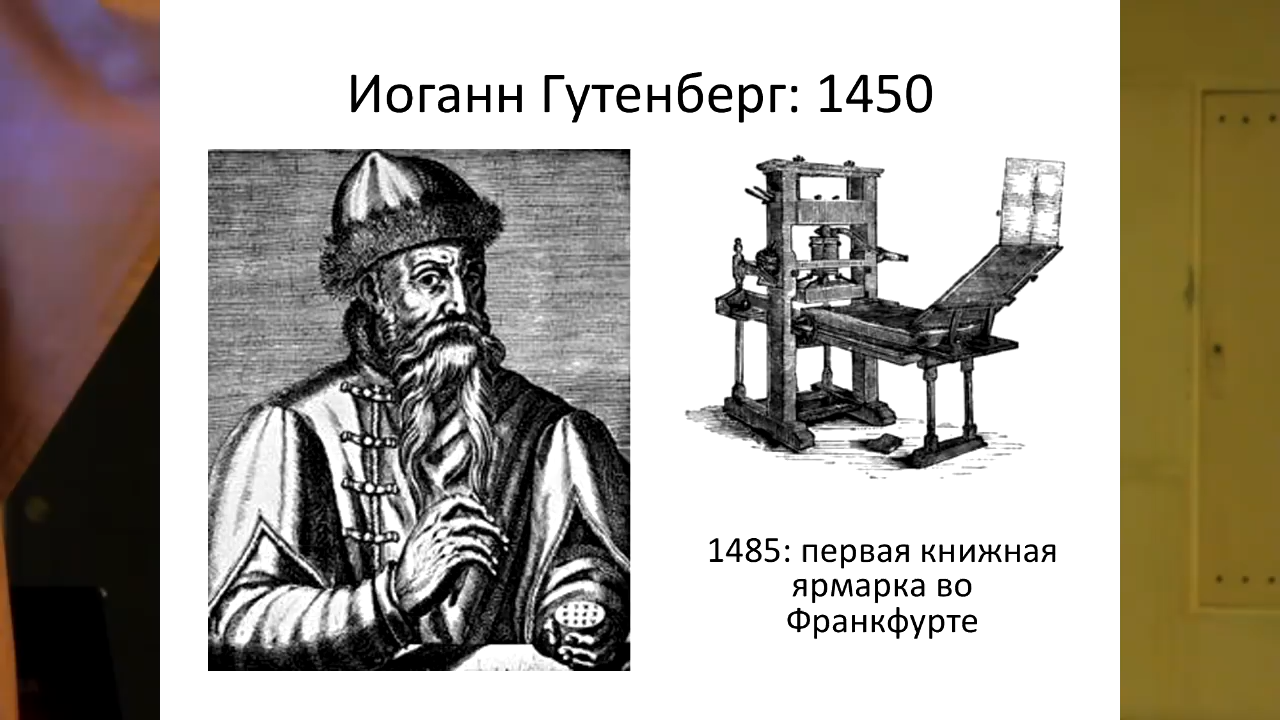 Иоганн Гутенберг: 1450
1485: первая книжная
ярмарка во
Франкфурте